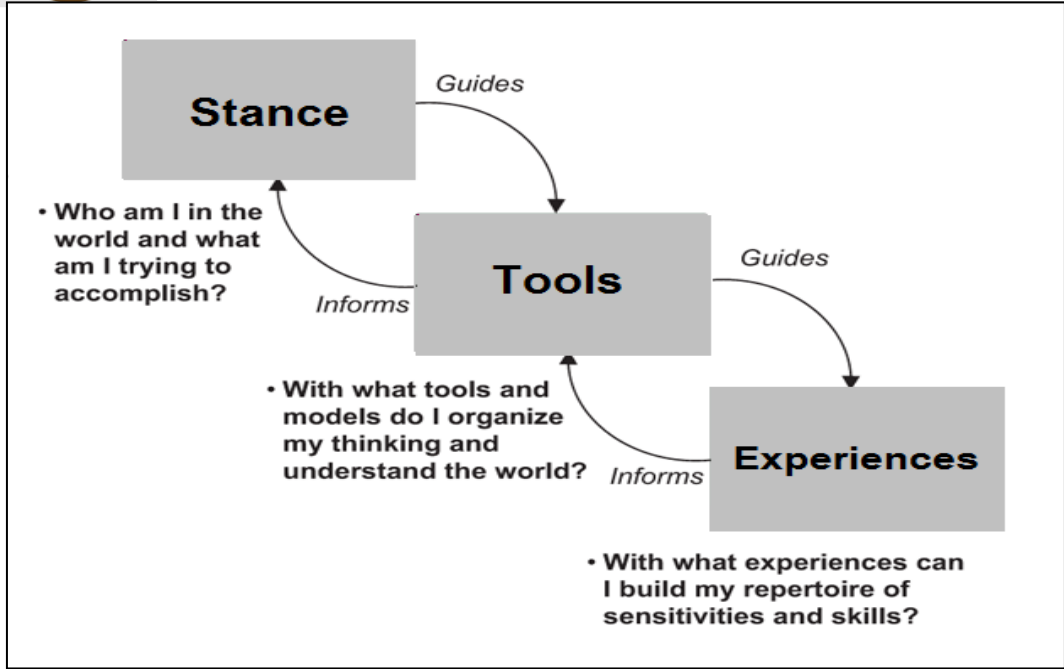 Stance
Guides
• Who am I in the
world and what
am I trying to
accomplish?
Informs
Tools
Guides
• With what tools and
models do I organize
my thinking and
understand the world?
Informs
Experiences
• With what experiences can
I build my repertoire of
sensitivities and skills?